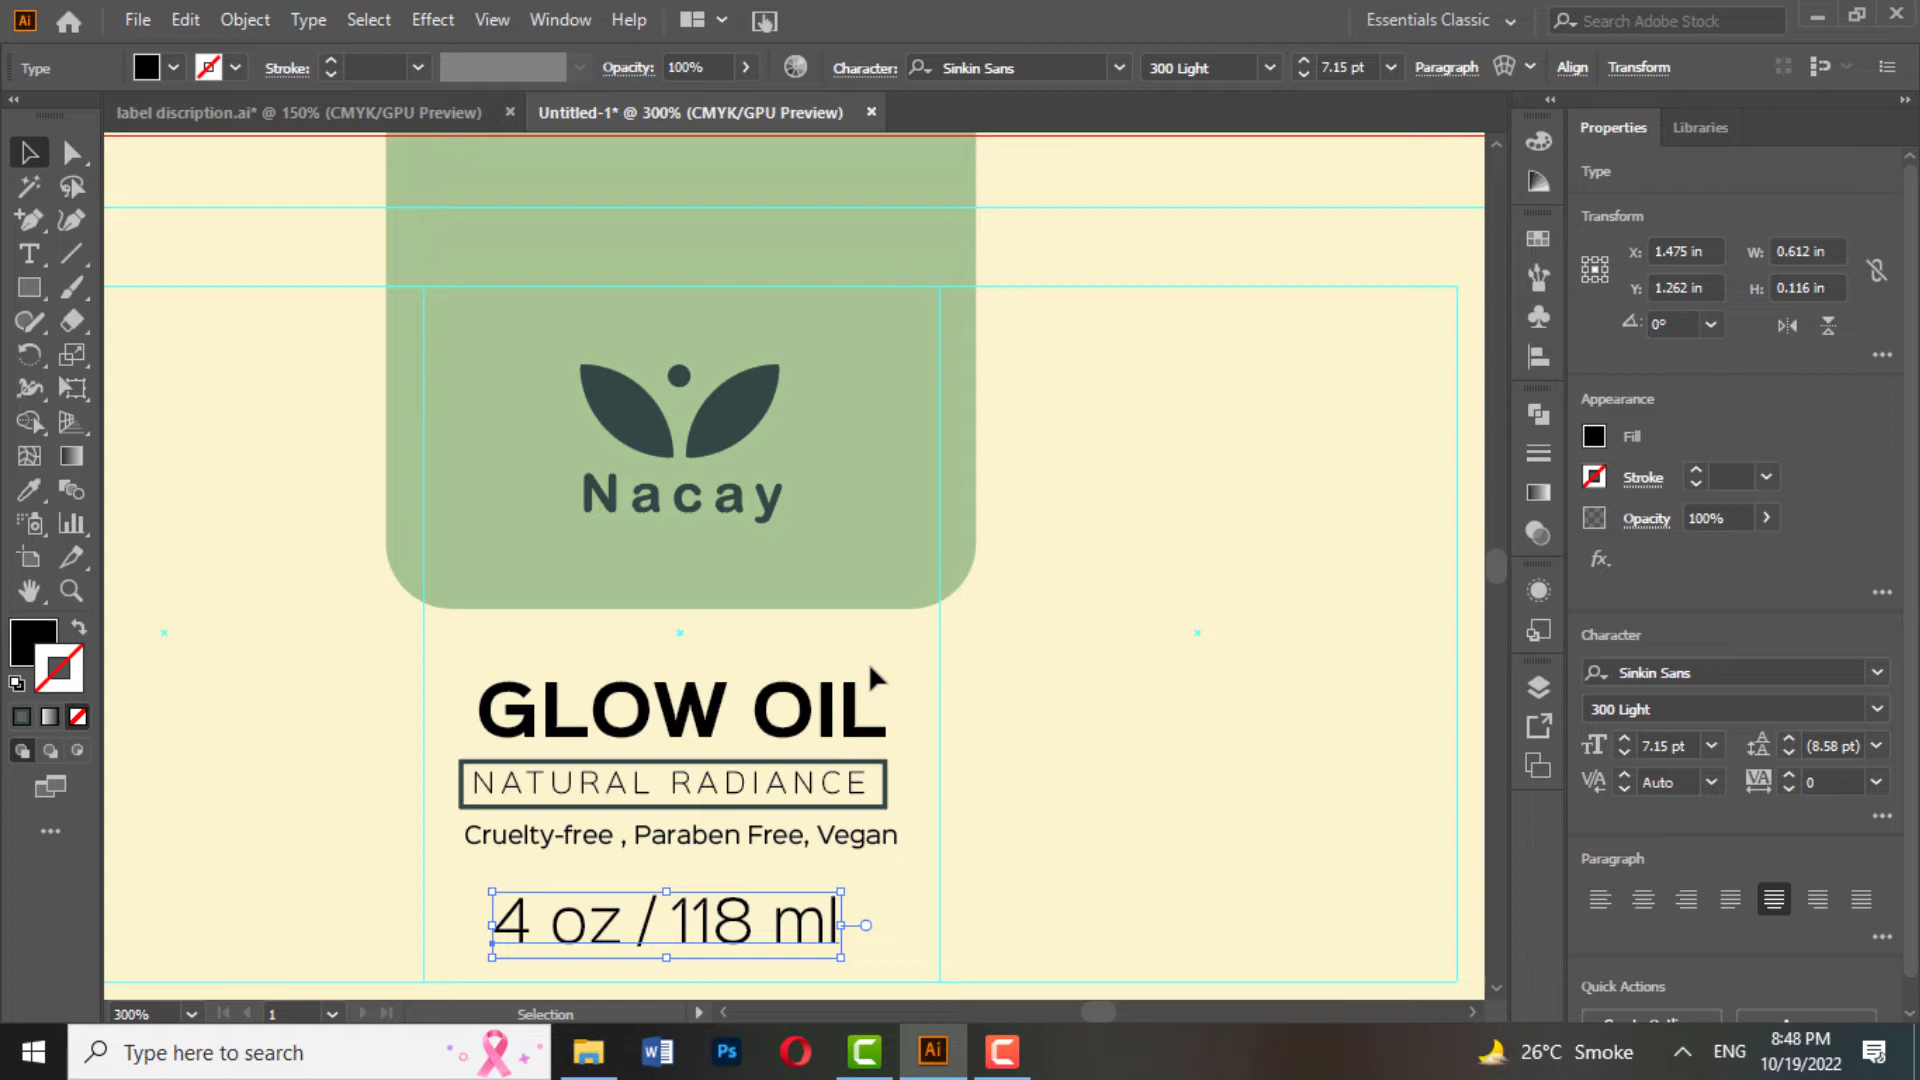 File Edit Object Type Select Effect View Window Help Essentials Classic Search Adobe Stock
Type Stroke: Opacity: 100% Character: Sinkin Sans 300 Light 7.15 pt Paragraph Align Transform
label discription.ai* @ 150% (CMYK/GPU Preview) Untitled-1* @ 300% (CMYK/GPU Preview)
Properties Libraries
Type
Transform
X: 1.475 in W: 0.612 in
Y: 1.262 in H: 0.116 in
0°
Appearance
Fill
Stroke
Opacity 100%
fx.
Character
Sinkin Sans
300 Light
7.15 pt (8.58 pt)
Auto 0
Paragraph
Quick Actions
Nacay
GLOW OIL
NATURAL RADIANCE
Cruelty-free , Paraben Free, Vegan
4 oz / 118 ml
300% 1 Selection
Type here to search
26°C Smoke ENG 8:48 PM
10/19/2022